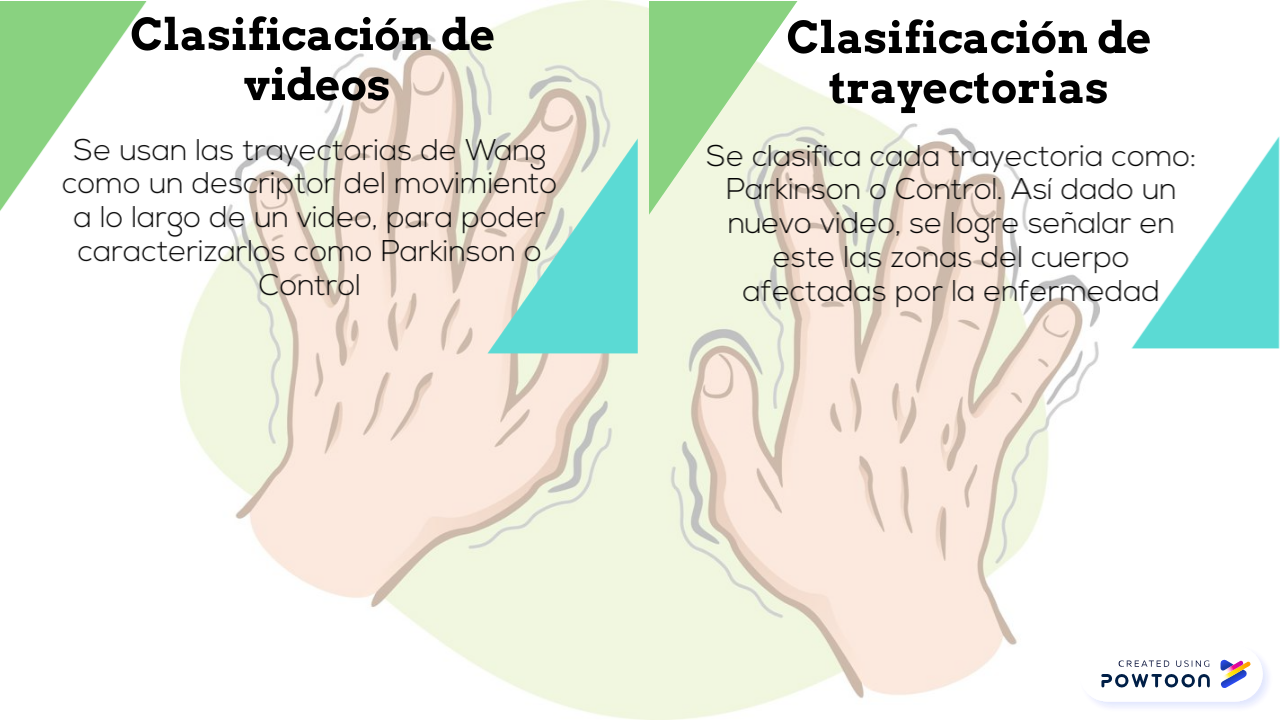 Clasificación de
videos
Se usan las trayectorias de Wang
como un descriptor del movimiento
a lo largo de un video, para poder
caracterizarlos como Parkinson o
Control
Clasificación de
trayectorias
Se clasifica cada trayectoria como:
Parkinson o Control. Así dado un
nuevo video, se logre señalar en
este las zonas del cuerpo
afectadas por la enfermedad
CREATED USING
POWTOON